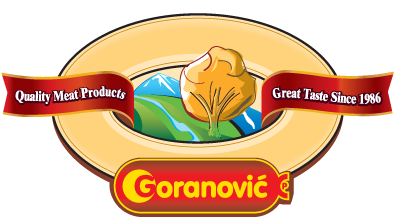 Quality Meat Products
Great Taste Since 1986
Goranović